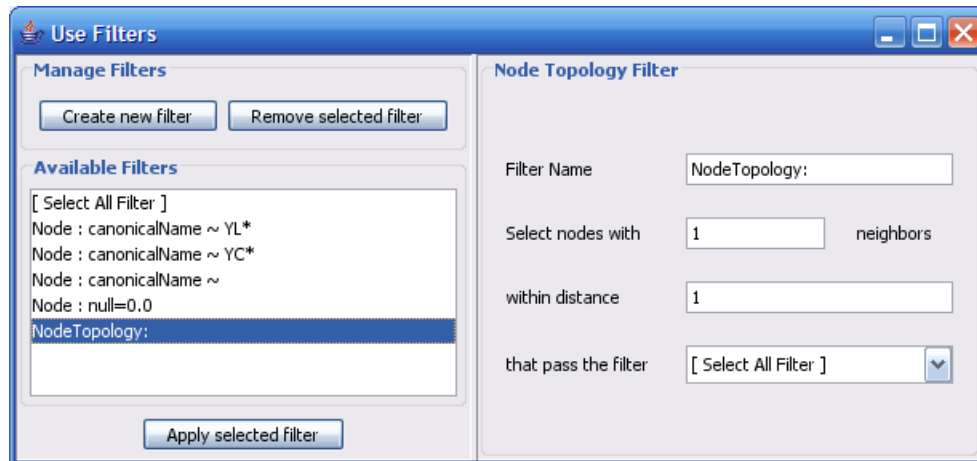 Use Filters
Manage Filters
Create new filter
Remove selected filter
Available Filters
[ Select All Filter ]
Node : canonicalName ~ YL*
Node : canonicalName ~ YC*
Node : canonicalName ~
Node : null=0.0
NodeTopology:
Apply selected filter
Node Topology Filter
Filter Name NodeTopology:
Select nodes with 1 neighbors
within distance 1
that pass the filter [ Select All Filter ]